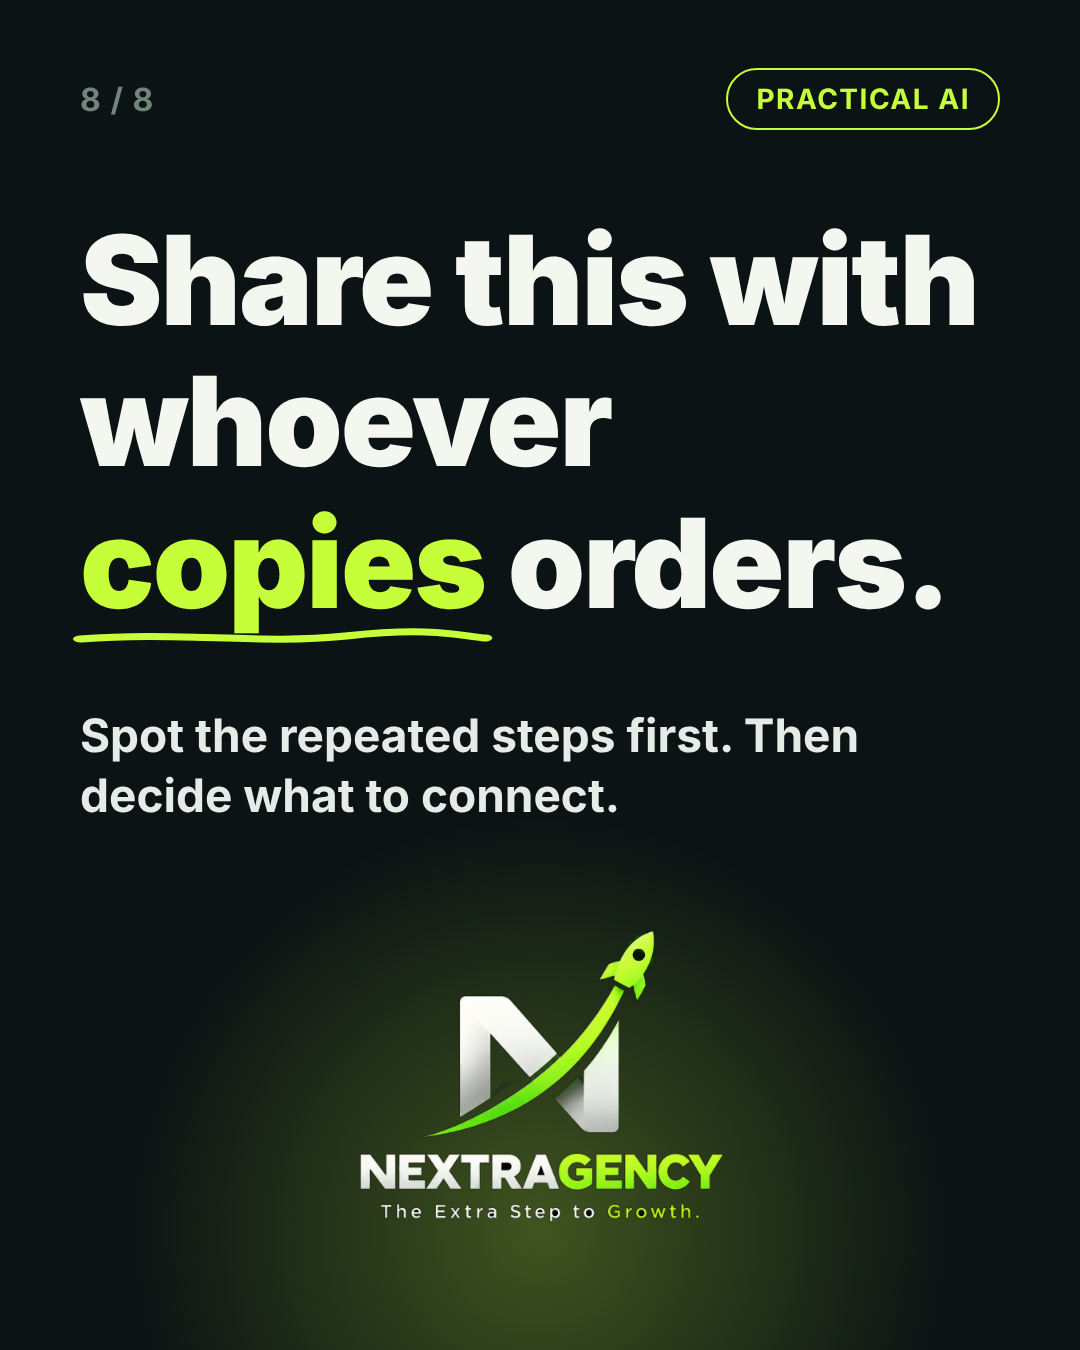 8 / 8
PRACTICAL AI
Share this with
whoever
copies orders.
Spot the repeated steps first. Then
decide what to connect.
NEXTRAGENCY
The Extra Step to Growth.